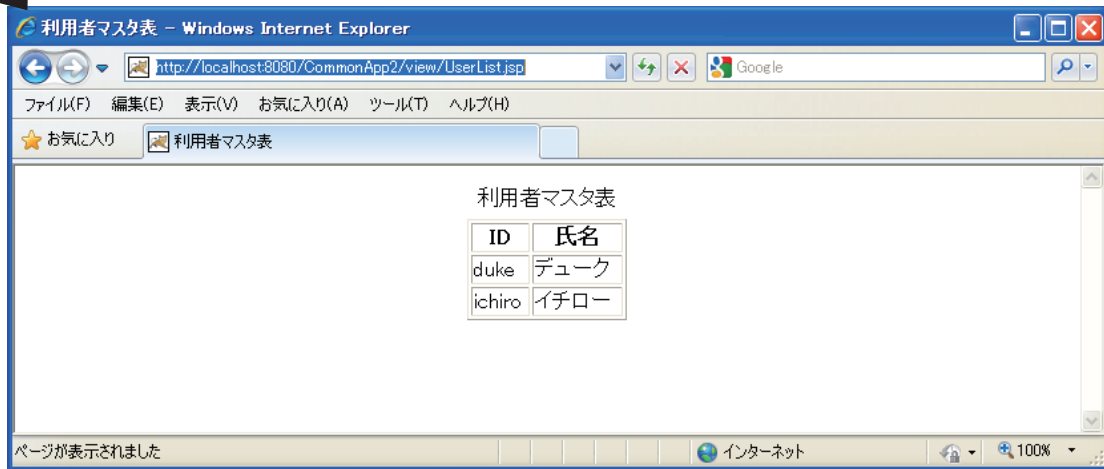 利用者マスタ表 - Windows Internet Explorer
http://localhost:8080/CommonApp2/view/UserList.jsp
Google
ファイル(F) 編集(E) 表示(V) お気に入り(A) ツール(T) ヘルプ(H)
お気に入り 利用者マスタ表
利用者マスタ表
ID 氏名
duke デューク
ichiro イチロー
ページが表示されました インターネット 100%